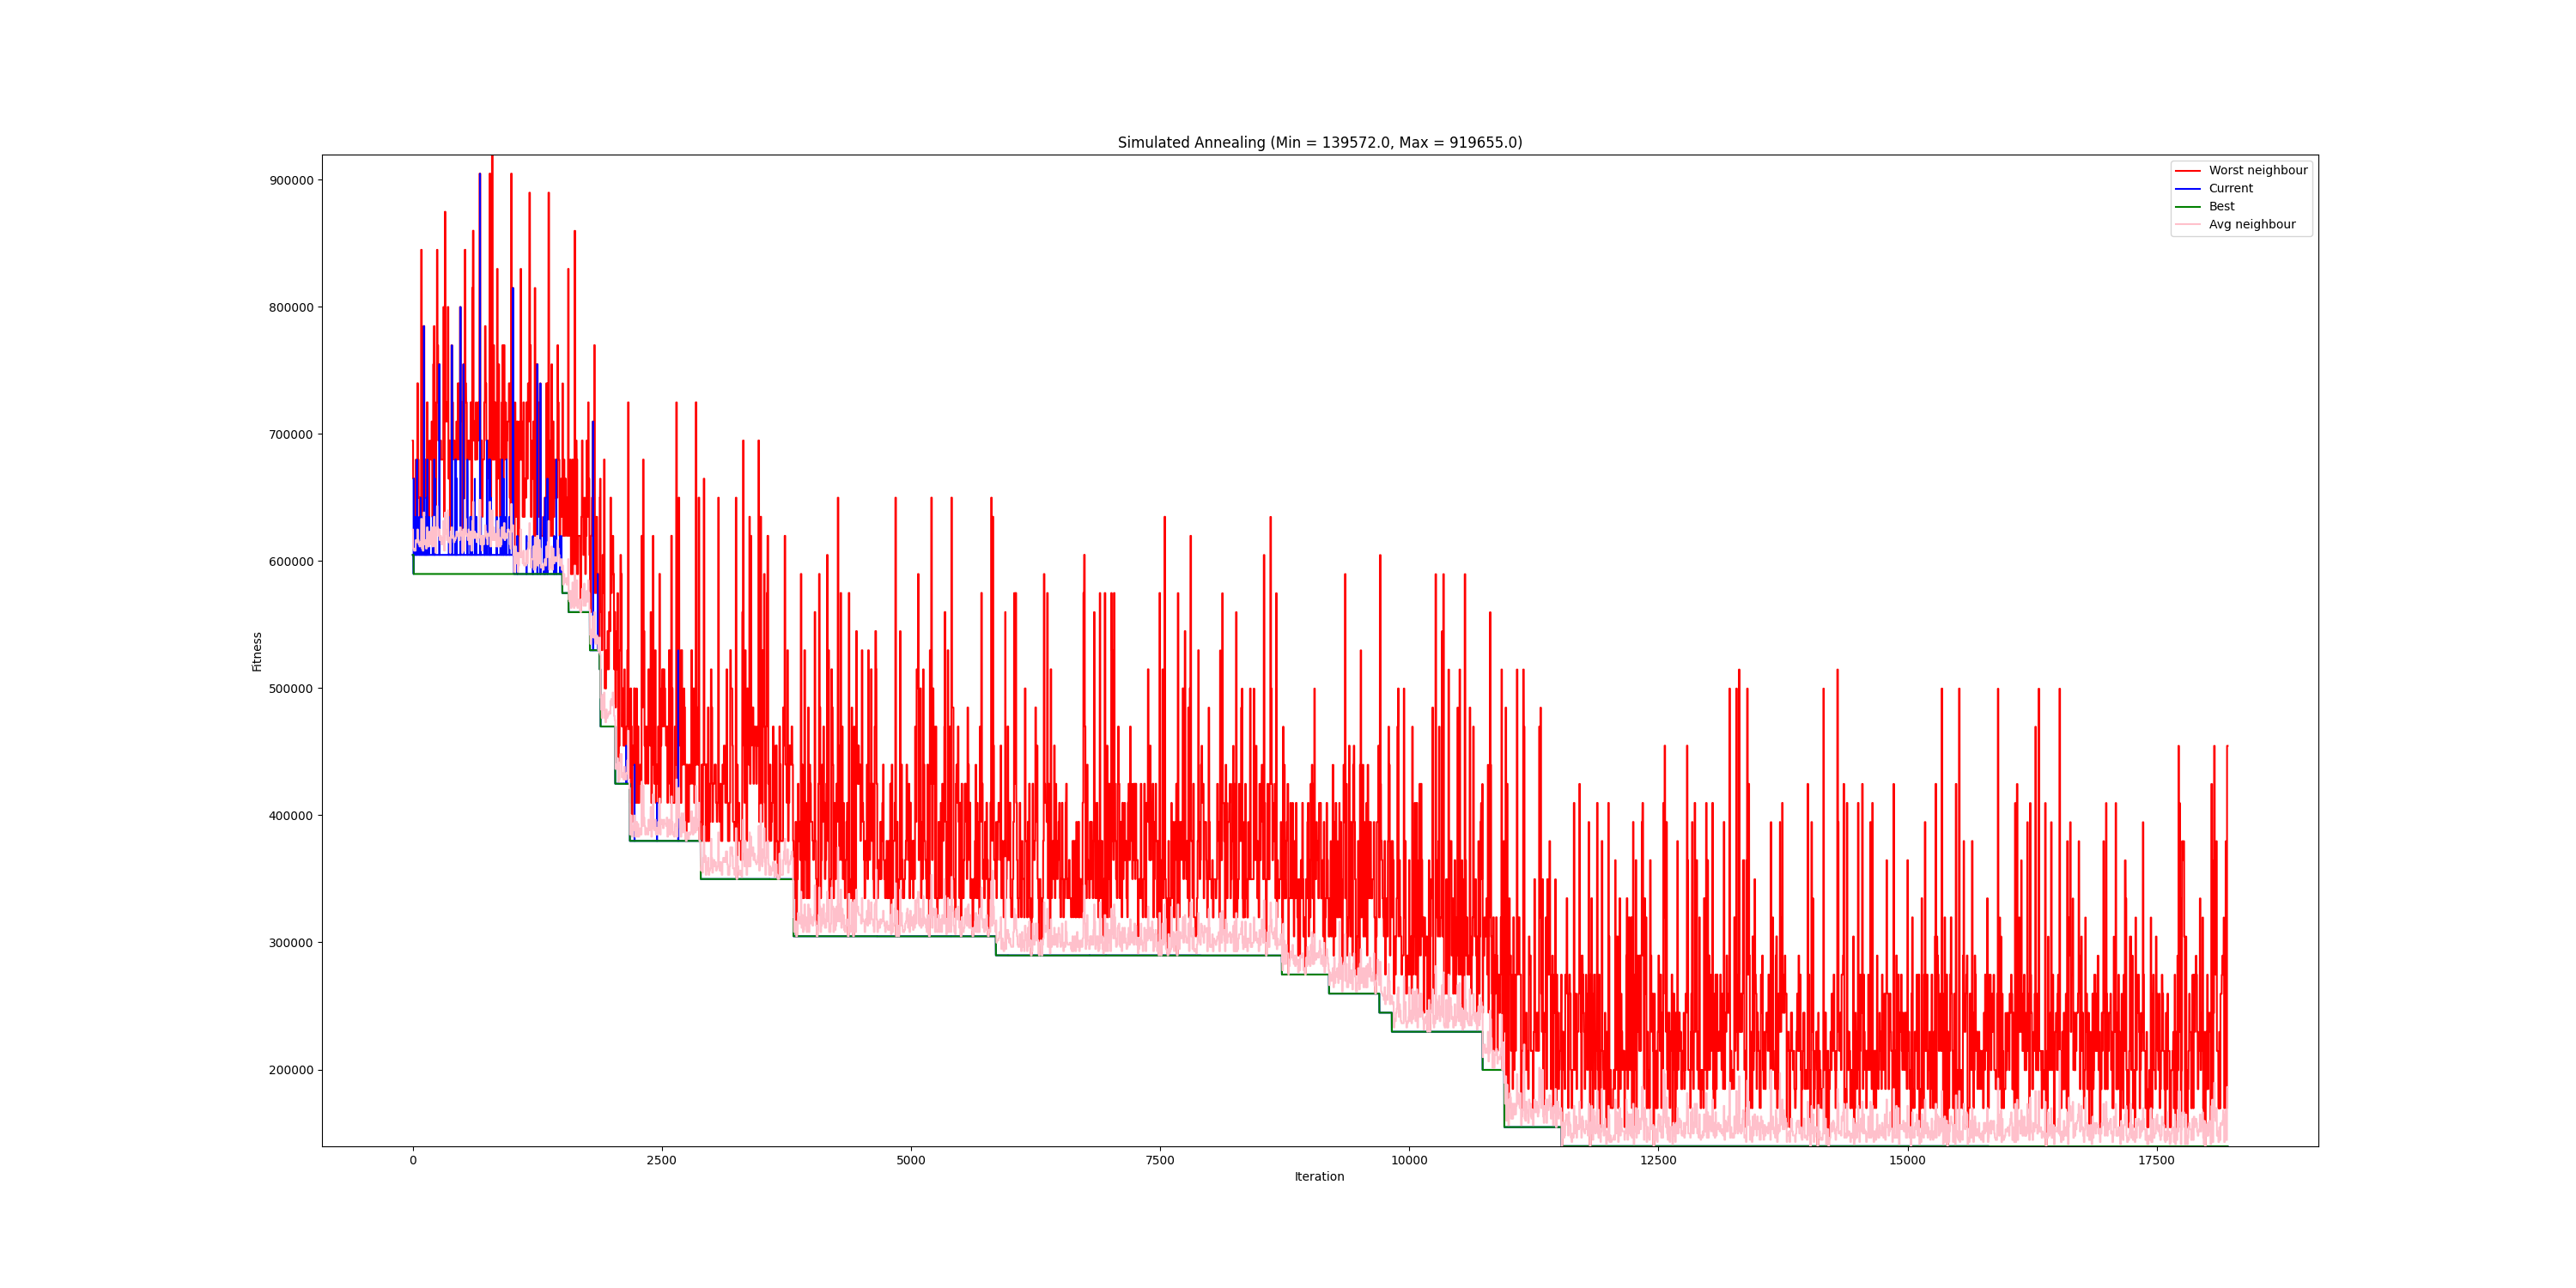 Simulated Annealing (Min = 139572.0, Max = 919655.0)
Worst neighbour
Current
Best
Avg neighbour
900000
800000
700000
600000
500000
400000
300000
200000
Fitness
0 2500 5000 7500 10000 12500 15000 17500
Iteration